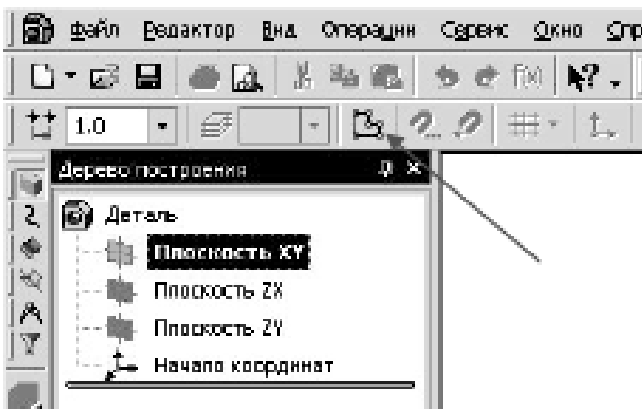 Файл Редактор Вид Операции Сервис Окно Спр
f(x) ?
1.0
Дерево построения
Деталь
Плоскость XY
Плоскость ZX
Плоскость ZY
Начало координат